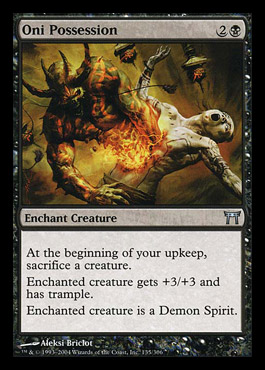 Oni Possession 2
Enchant Creature
At the beginning of your upkeep,
sacrifice a creature.
Enchanted creature gets +3/+3 and
has trample.
Enchanted creature is a Demon Spirit.
Aleksi Briclot
™ & © 1993–2004 Wizards of the Coast, Inc. 135/306